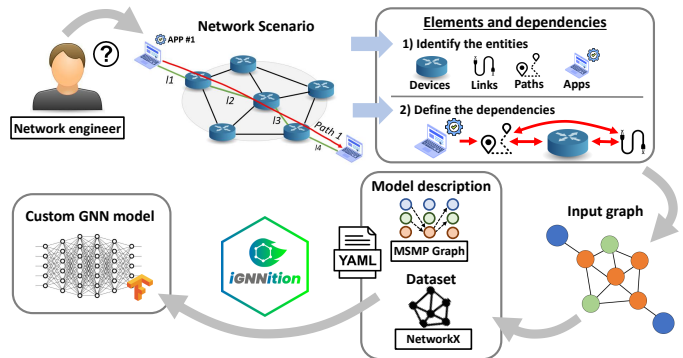 Network Scenario
APP #1
?
Network engineer
l1
l2
l3
l4
Path 1
Elements and dependencies
1) Identify the entities
Devices
Links
Paths
Apps
2) Define the dependencies
Input graph
Model description
MSMP Graph
YAML
Dataset
NetworkX
iGNNition
Custom GNN model